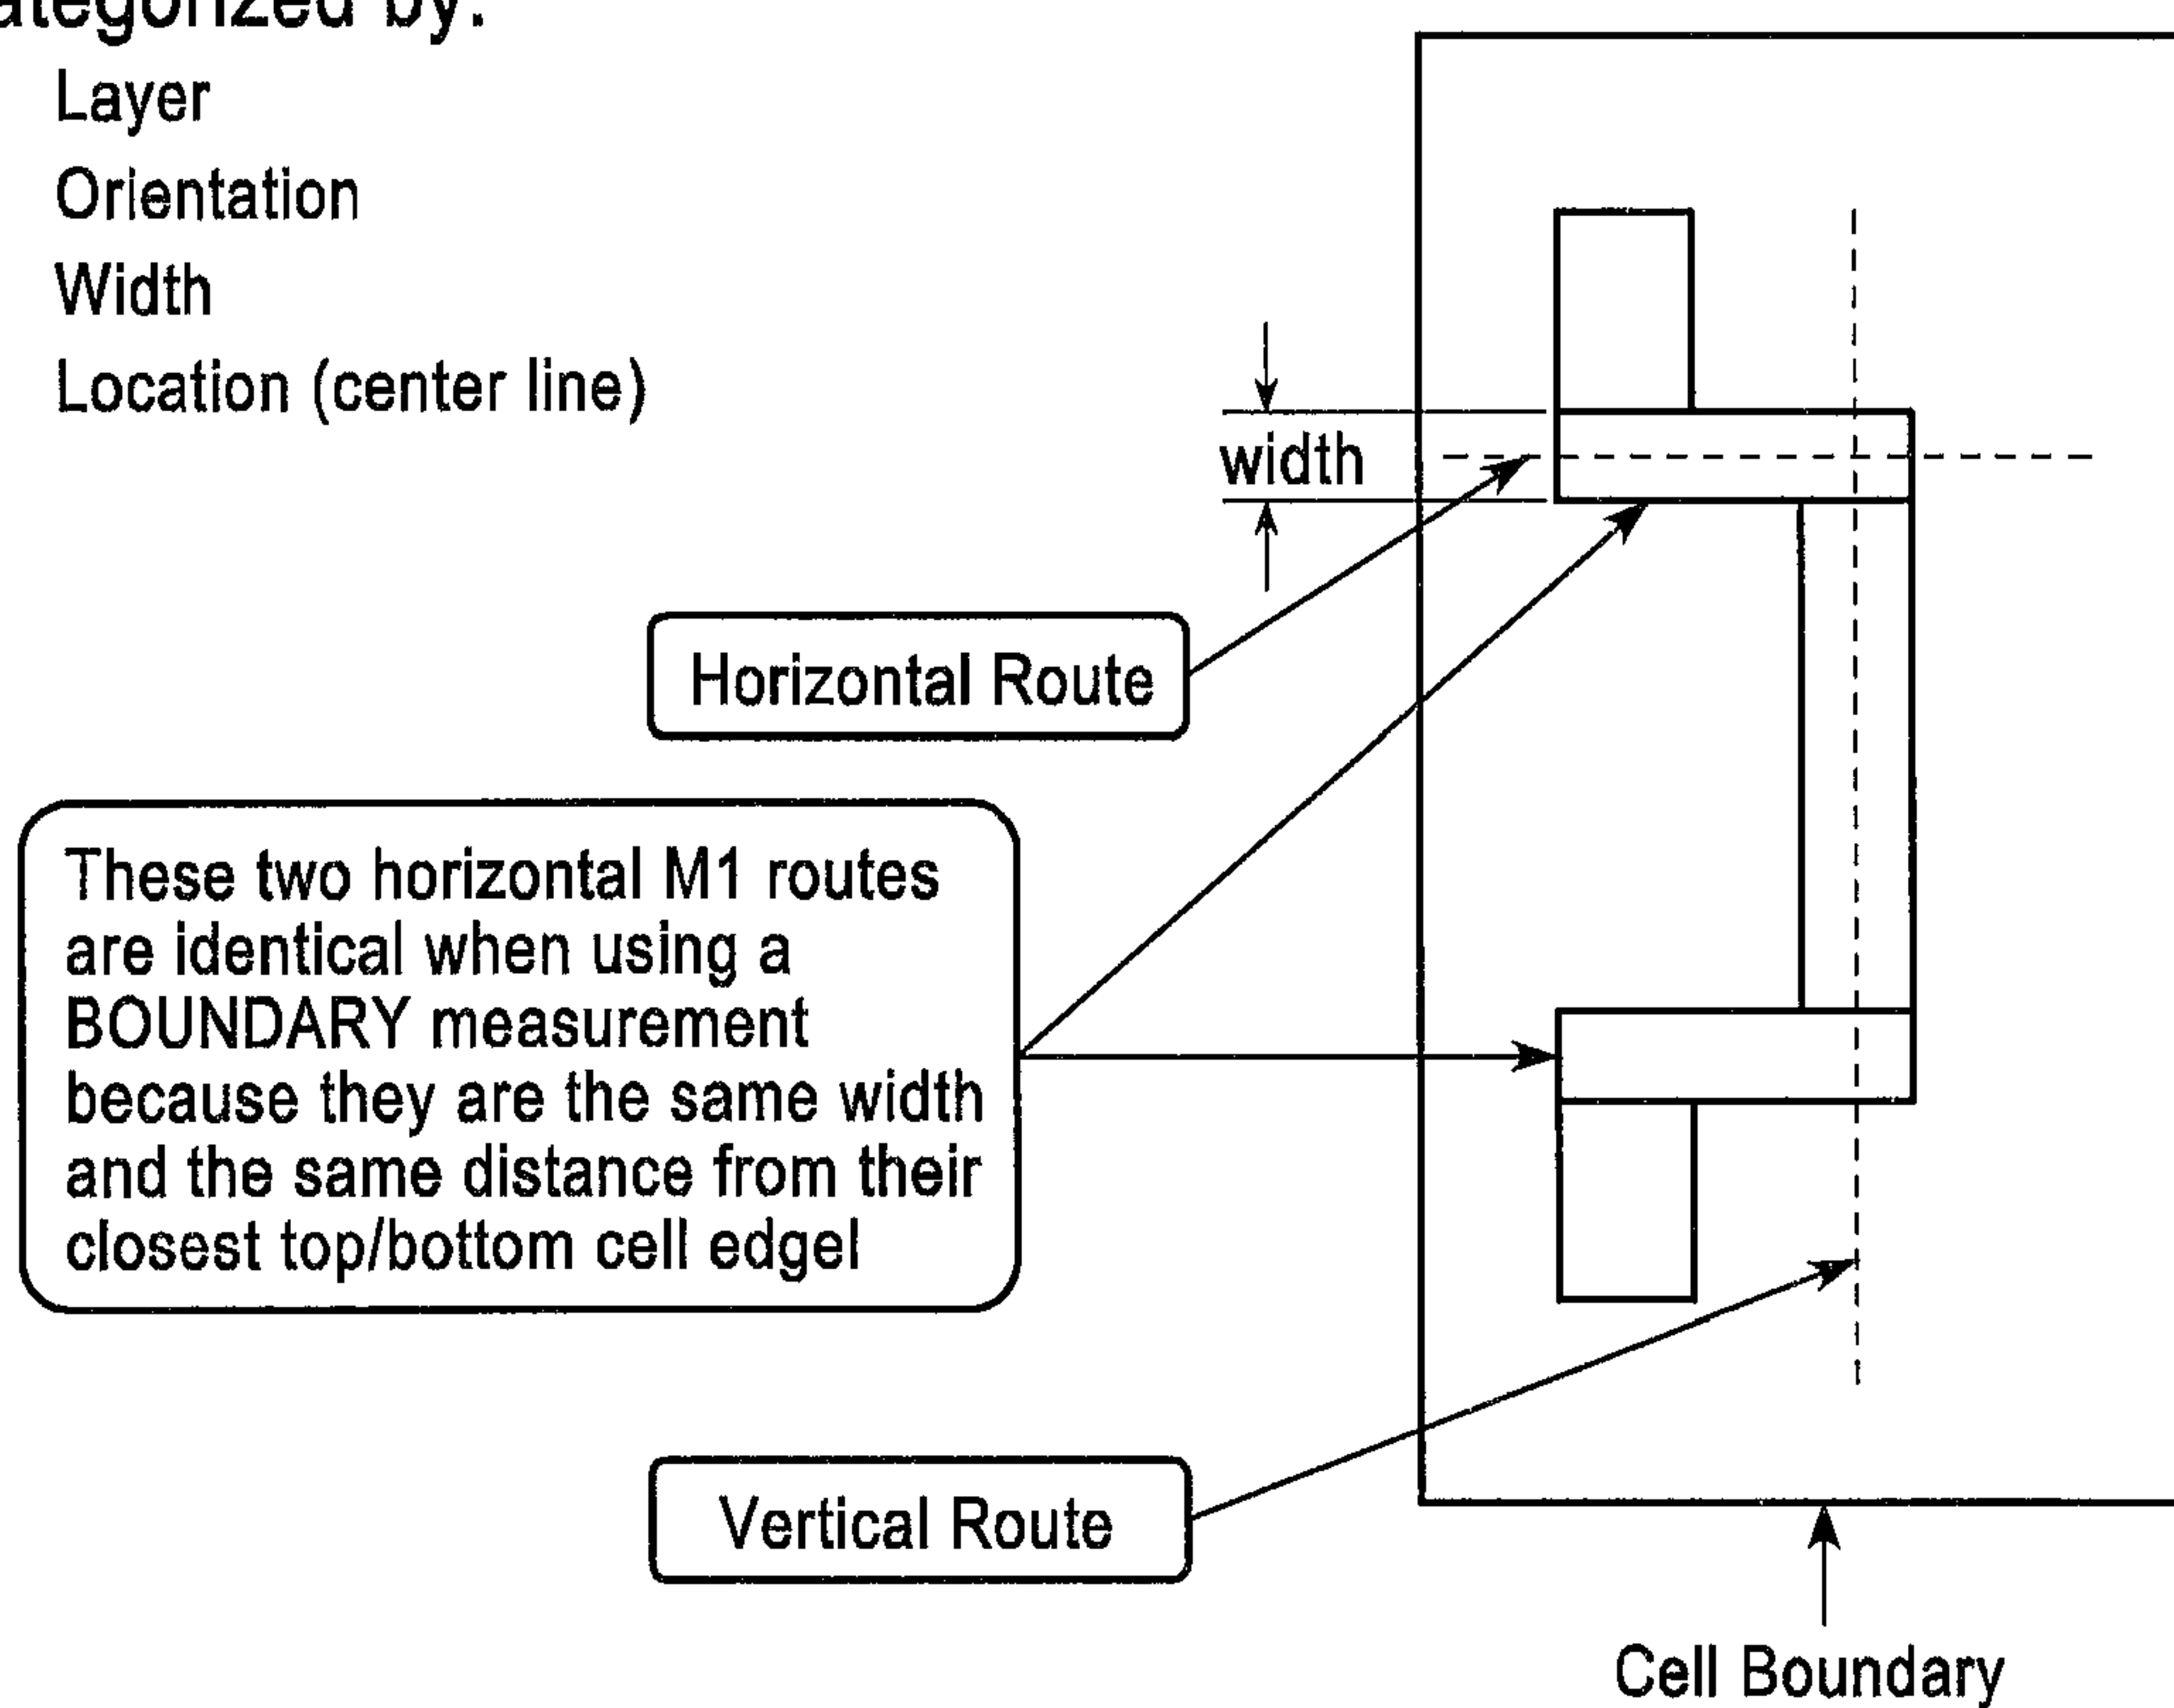 ategorized by:
Layer
Orientation
Width
Location (center line)
width
Horizontal Route
These two horizontal M1 routes
are identical when using a
BOUNDARY measurement
because they are the same width
and the same distance from their
closest top/bottom cell edgel
Vertical Route
Cell Boundary